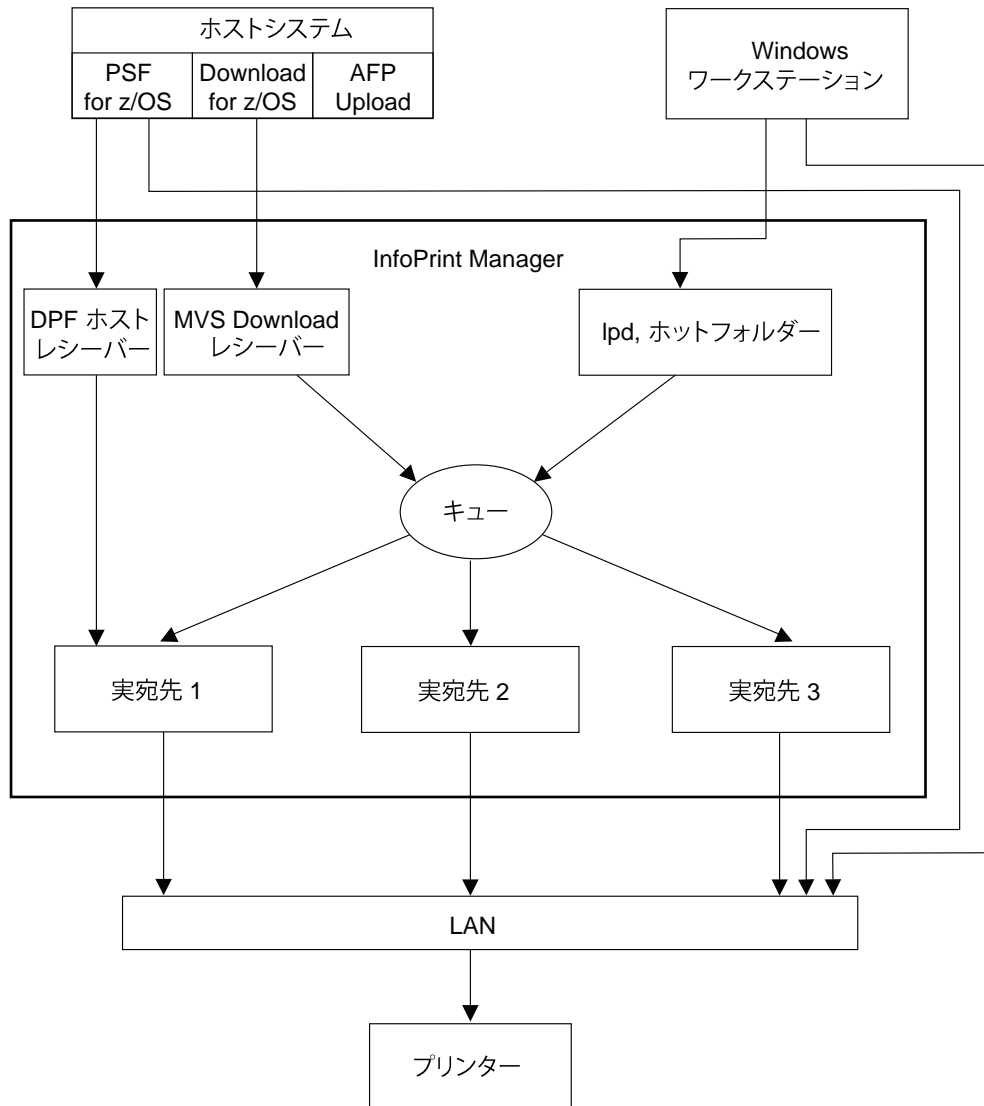 ホストシステム
PSF
for z/OS
Download
for z/OS
AFP
Upload
Windows
ワークステーション
InfoPrint Manager
DPF ホスト
レシーバー
MVS Download
レシーバー
lpd, ホットフォルダー
キュー
実宛先 1
実宛先 2
実宛先 3
LAN
プリンター